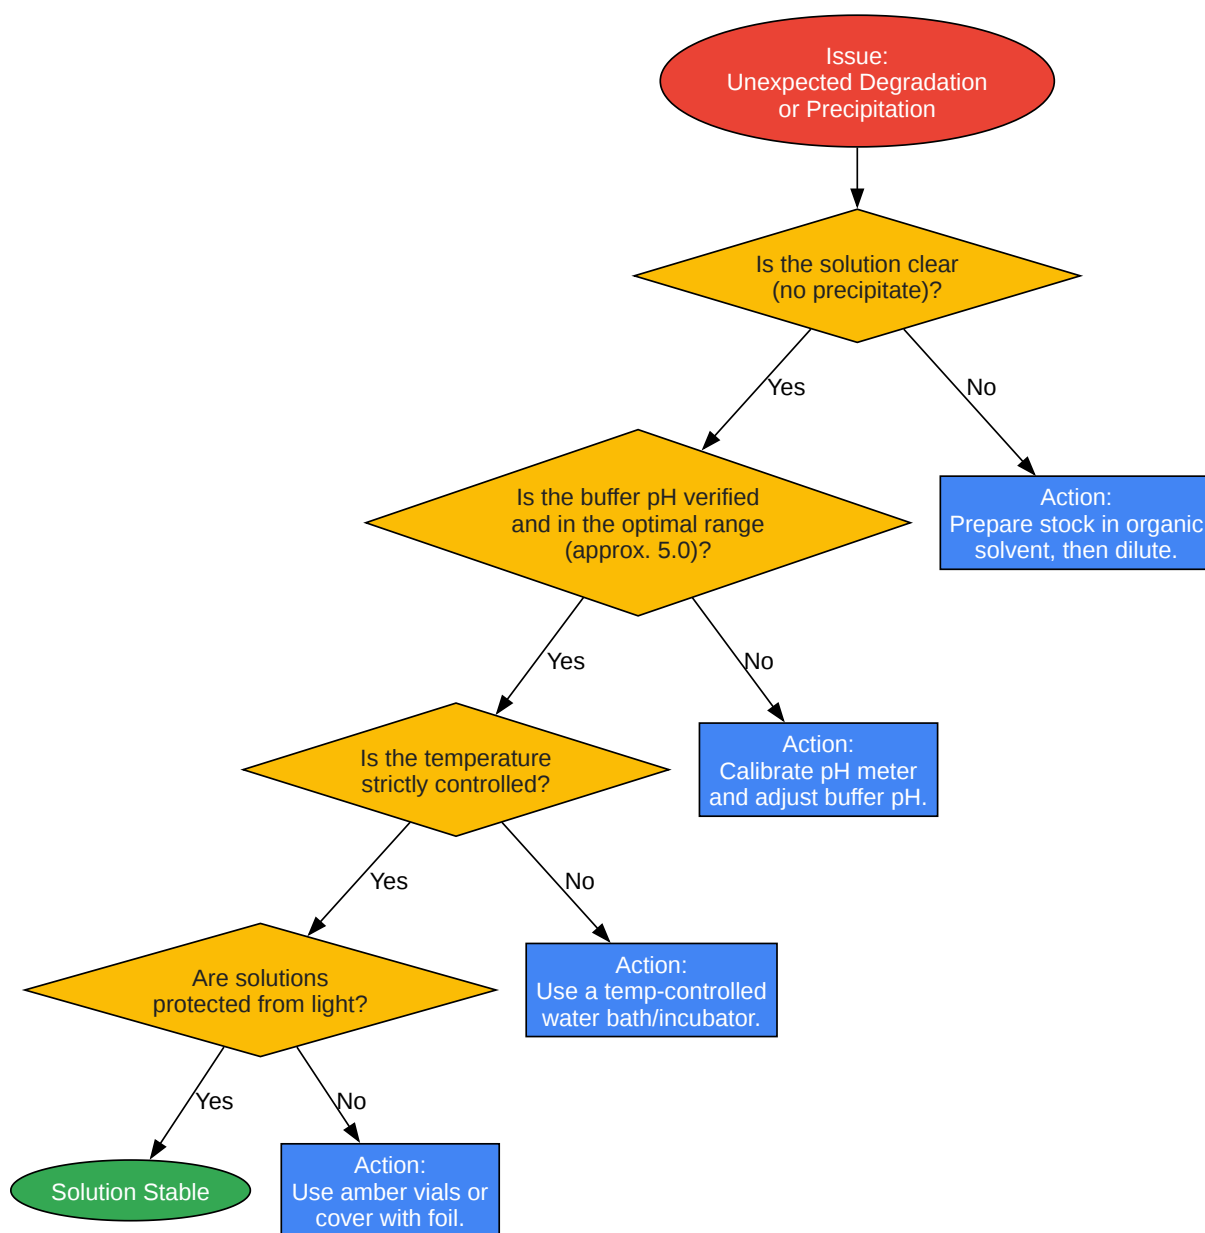 Issue:
Unexpected Degradation
or Precipitation
Is the solution clear
(no precipitate)?
Yes
No
Is the buffer pH verified
and in the optimal range
(approx. 5.0)?
Action:
Prepare stock in organic
solvent, then dilute.
Yes
No
Is the temperature
strictly controlled?
Action:
Calibrate pH meter
and adjust buffer pH.
Yes
No
Are solutions
protected from light?
Action:
Use a temp-controlled
water bath/incubator.
Yes
No
Solution Stable
Action:
Use amber vials or
cover with foil.